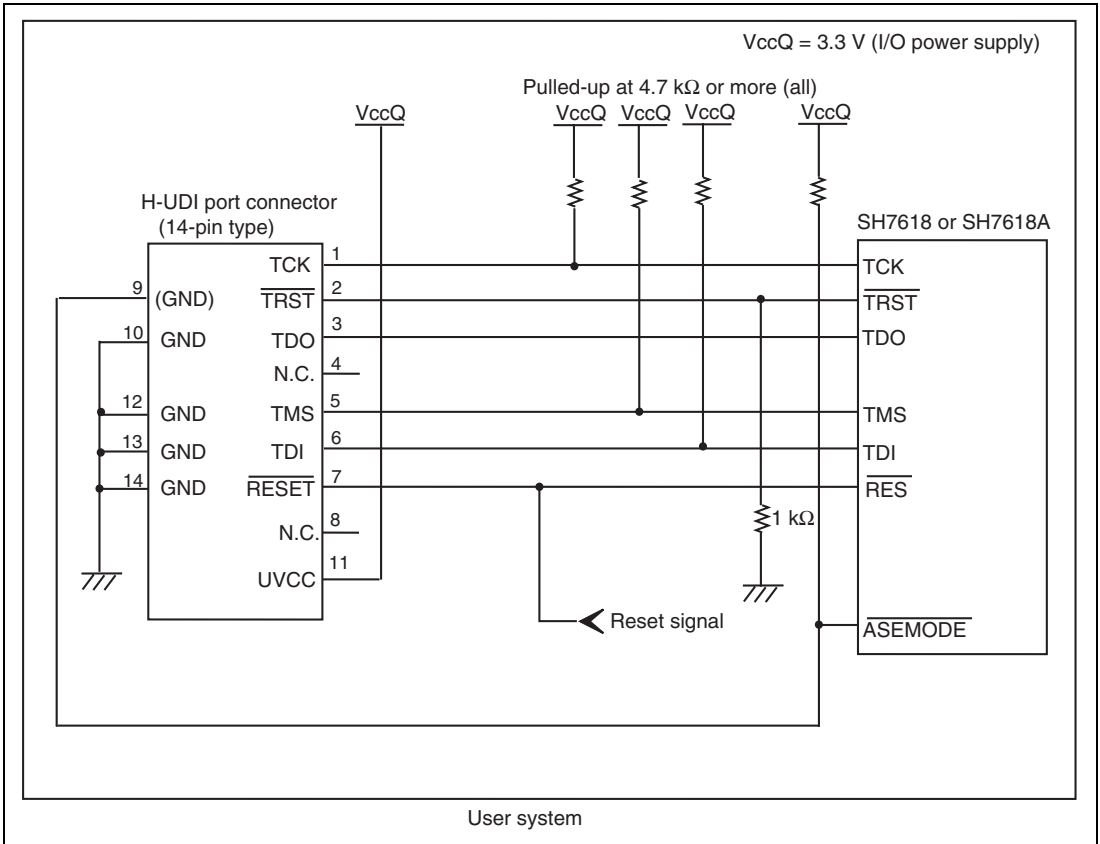 VccQ = 3.3 V (I/O power supply)
Pulled-up at 4.7 kΩ or more (all)
VccQ
VccQ
VccQ
VccQ
VccQ
H-UDI port connector
(14-pin type)
SH7618 or SH7618A
TCK
1
TCK
9
(GND)
TRST
2
TRST
10
GND
TDO
3
TDO
N.C.
4
12
GND
TMS
5
TMS
13
GND
TDI
6
TDI
14
GND
RESET
7
RES
N.C.
8
1 kΩ
UVCC
11
Reset signal
ASEMODE
User system